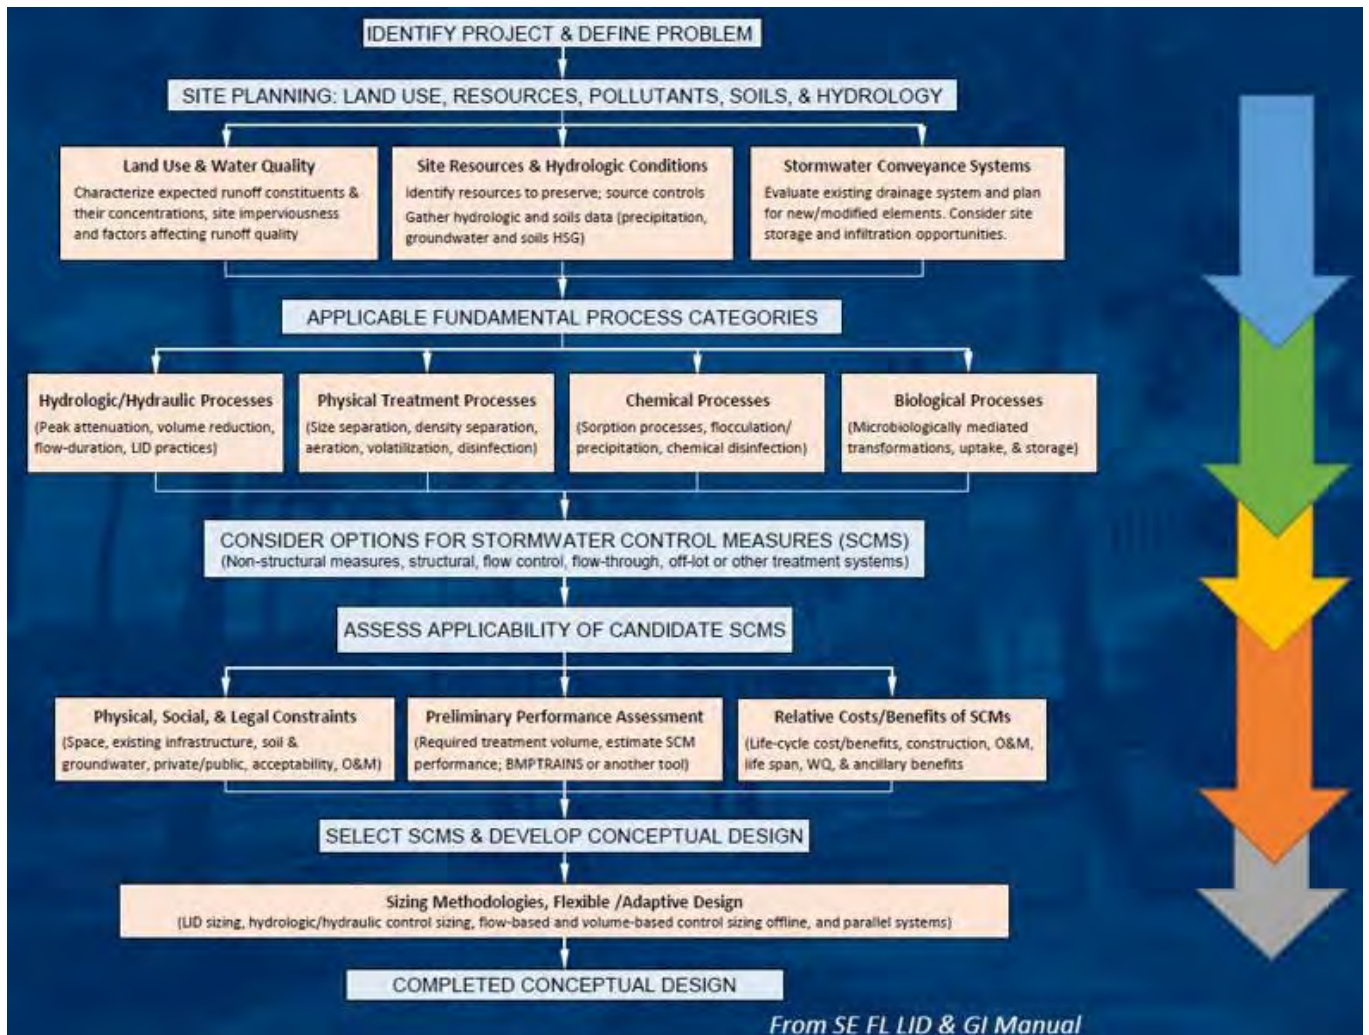 IDENTIFY PROJECT & DEFINE PROBLEM
SITE PLANNING: LAND USE, RESOURCES, POLLUTANTS, SOILS, & HYDROLOGY
Land Use & Water Quality
Characterize expected runoff constituents &
their concentrations, site imperviousness
and factors affecting runoff quality
Site Resources & Hydrologic Conditions
Identify resources to preserve; source controls
Gather hydrologic and soils data (precipitation,
groundwater and soils HSG)
Stormwater Conveyance Systems
Evaluate existing drainage system and plan
for new/modified elements. Consider site
storage and infiltration opportunities.
APPLICABLE FUNDAMENTAL PROCESS CATEGORIES
Hydrologic/Hydraulic Processes
(Peak attenuation, volume reduction,
flow-duration, LID practices)
Physical Treatment Processes
(Size separation, density separation,
aeration, volatilization, disinfection)
Chemical Processes
(Sorption processes, flocculation/
precipitation, chemical disinfection)
Biological Processes
(Microbiologically mediated
transformations, uptake, & storage)
CONSIDER OPTIONS FOR STORMWATER CONTROL MEASURES (SCMS)
(Non-structural measures, structural, flow control, flow-through, off-lot or other treatment systems)
ASSESS APPLICABILITY OF CANDIDATE SCMS
Physical, Social, & Legal Constraints
(Space, existing infrastructure, soil &
groundwater, private/public, acceptability, O&M)
Preliminary Performance Assessment
(Required treatment volume, estimate SCM
performance; BMPTRAINS or another tool)
Relative Costs/Benefits of SCMs
(Life-cycle cost/benefits, construction, O&M,
life span, WQ, & ancillary benefits
SELECT SCMS & DEVELOP CONCEPTUAL DESIGN
Sizing Methodologies, Flexible /Adaptive Design
(LID sizing, hydrologic/hydraulic control sizing, flow-based and volume-based control sizing offline, and parallel systems)
COMPLETED CONCEPTUAL DESIGN
From SE FL LID & GI Manual